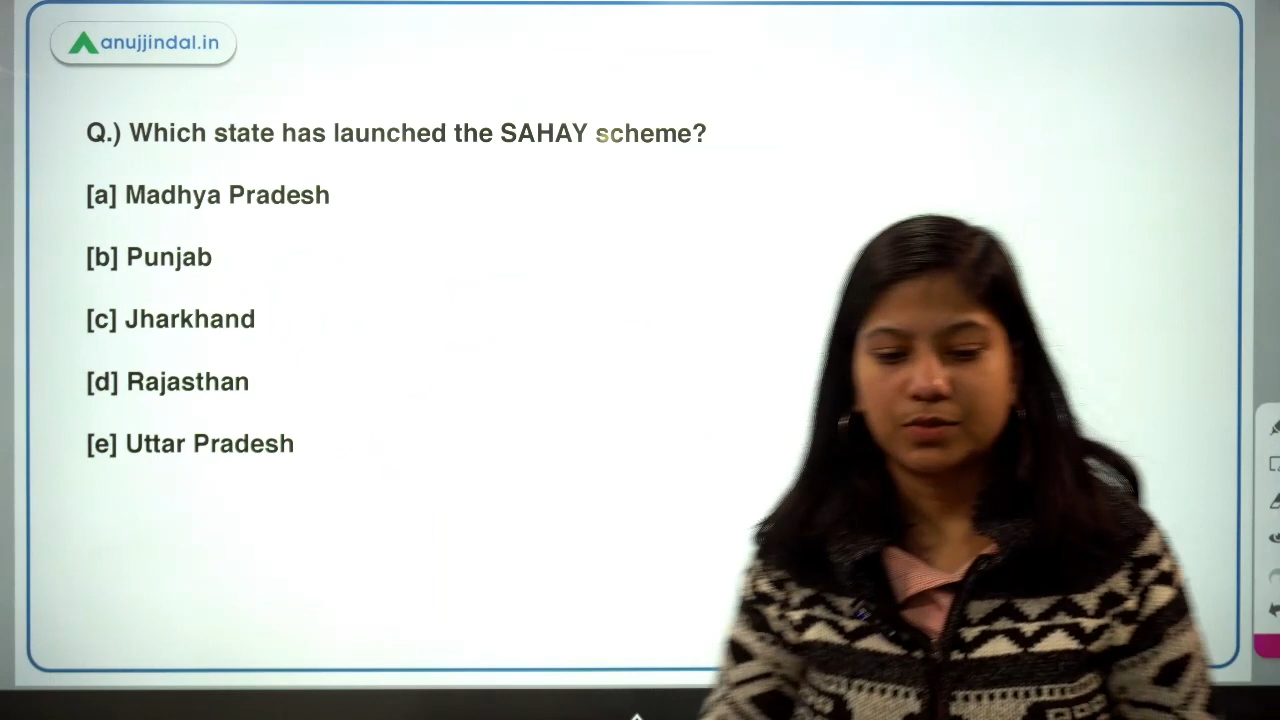 anujjindal.in
Q.) Which state has launched the SAHAY scheme?
[a] Madhya Pradesh
[b] Punjab
[c] Jharkhand
[d] Rajasthan
[e] Uttar Pradesh